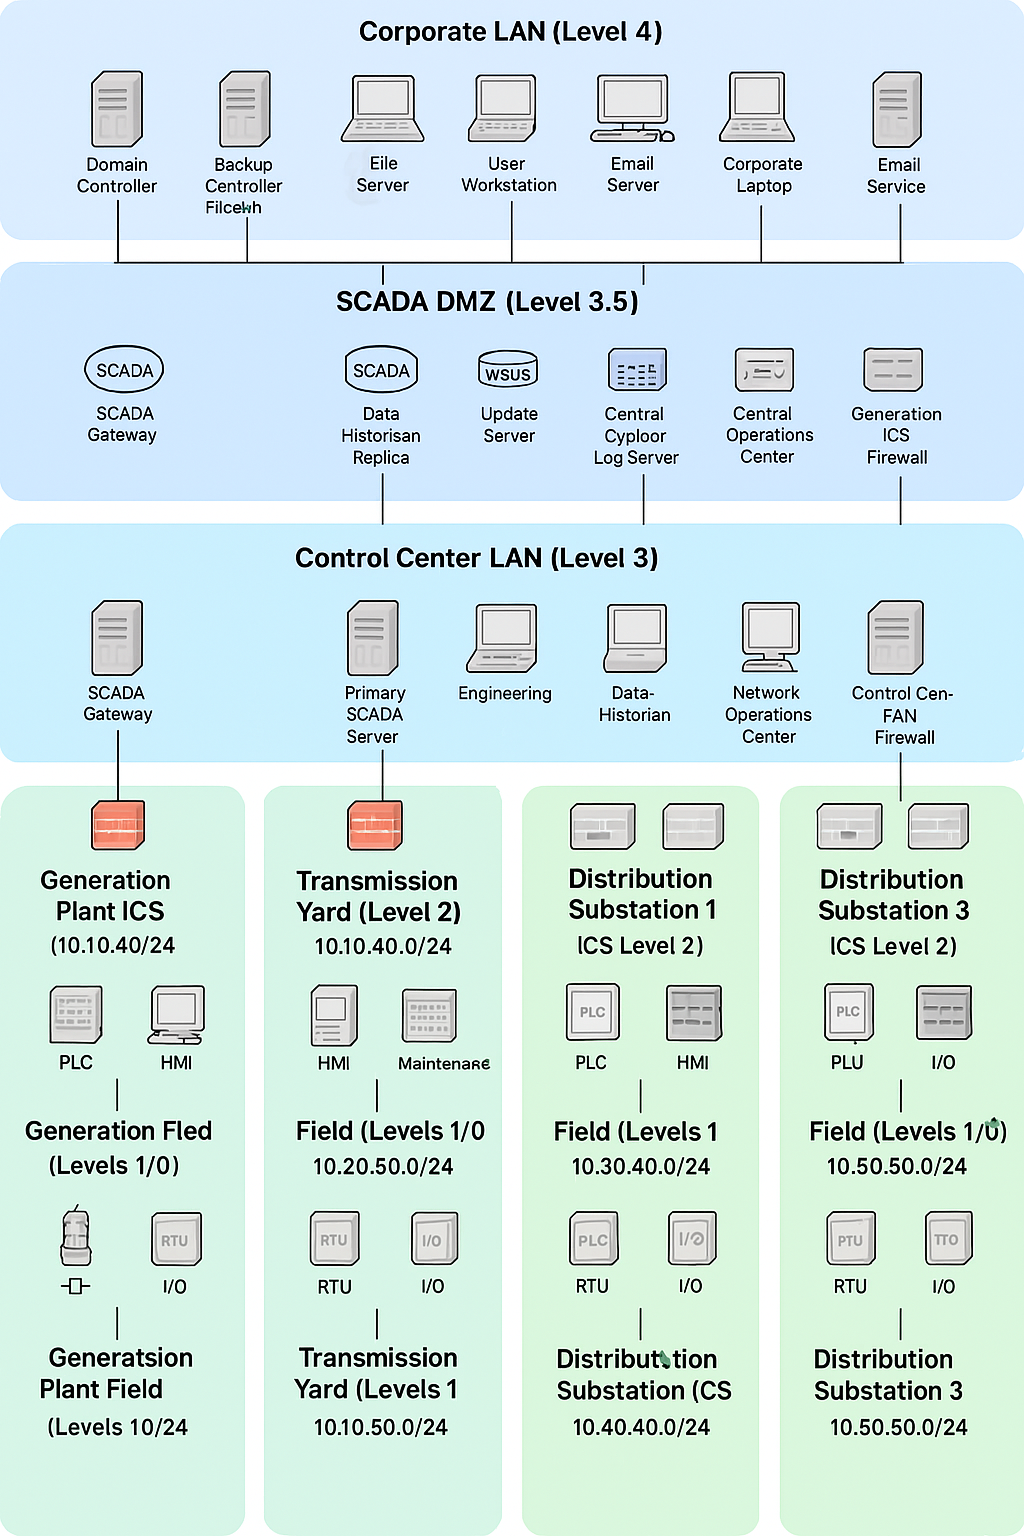 Corporate LAN (Level 4)
Domain
Controller
Backup
Centroller
Eile
Server
User
Workstation
Email
Server
Corporate
Laptop
Email
Service
SCADA DMZ (Level 3.5)
SCADA
SCADA
Gateway
SCADA
Data
Historisan
Replica
WSUS
Update
Server
Central
Cyploor
Log Server
Central
Operations
Center
Generation
ICS
Firewall
Control Center LAN (Level 3)
SCADA
Gateway
Primary
SCADA
Server
Engineering
Data-
Historian
Network
Operations
Center
Control Cen-
FAN
Firewall
Generation
Plant ICS
(10.10.40/24
PLC
HMI
Generation Fled
(Levels 1/0)
RTU
I/O
Generatsion
Plant Field
(Levels 10/24
Transmission
Yard (Level 2)
10.10.40.0/24
HMI
Maintenare
Field (Levels 1/0
10.20.50.0/24
RTU
I/O
RTU
I/O
Transmission
Yard (Levels 1
10.10.50.0/24
Distribution
Substation 1
ICS Level 2)
PLC
PLC
HMI
Field (Levels 1
10.30.40.0/24
PLC
I/O
RTU
I/O
Distribution
Substation (CS
10.40.40.0/24
Distribution
Substation 3
ICS Level 2)
PLC
PLU
I/O
Field (Levels 1/0)
10.50.50.0/24
PTU
TTO
RTU
I/O
Distribution
Substation 3
10.50.50.0/24